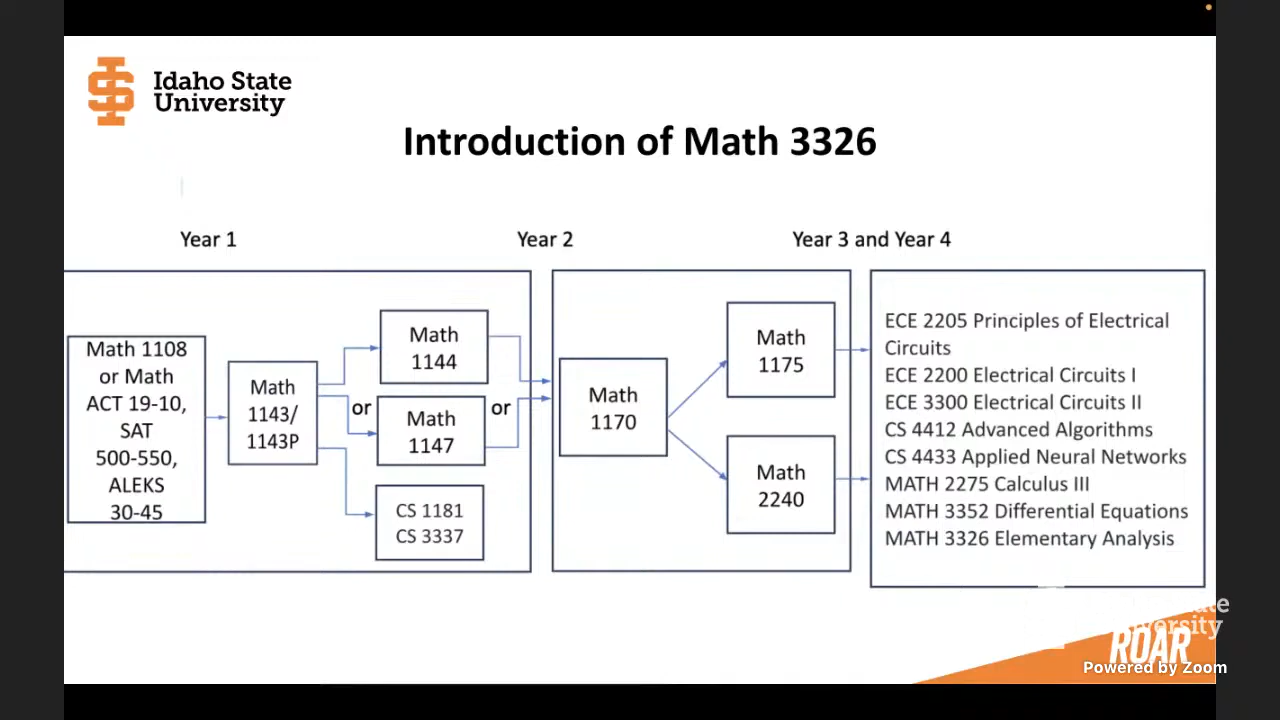 Idaho State
University
Introduction of Math 3326
Year 1
Year 2
Year 3 and Year 4
Math 1108
or Math
ACT 19-10,
SAT
500-550,
ALEKS
30-45
Math
1143/
1143P
Math
1144
or
Math
1147
or
CS 1181
CS 3337
Math
1170
Math
1175
Math
2240
ECE 2205 Principles of Electrical
Circuits
ECE 2200 Electrical Circuits I
ECE 3300 Electrical Circuits II
CS 4412 Advanced Algorithms
CS 4433 Applied Neural Networks
MATH 2275 Calculus III
MATH 3352 Differential Equations
MATH 3326 Elementary Analysis
ROAR
Powered by Zoom